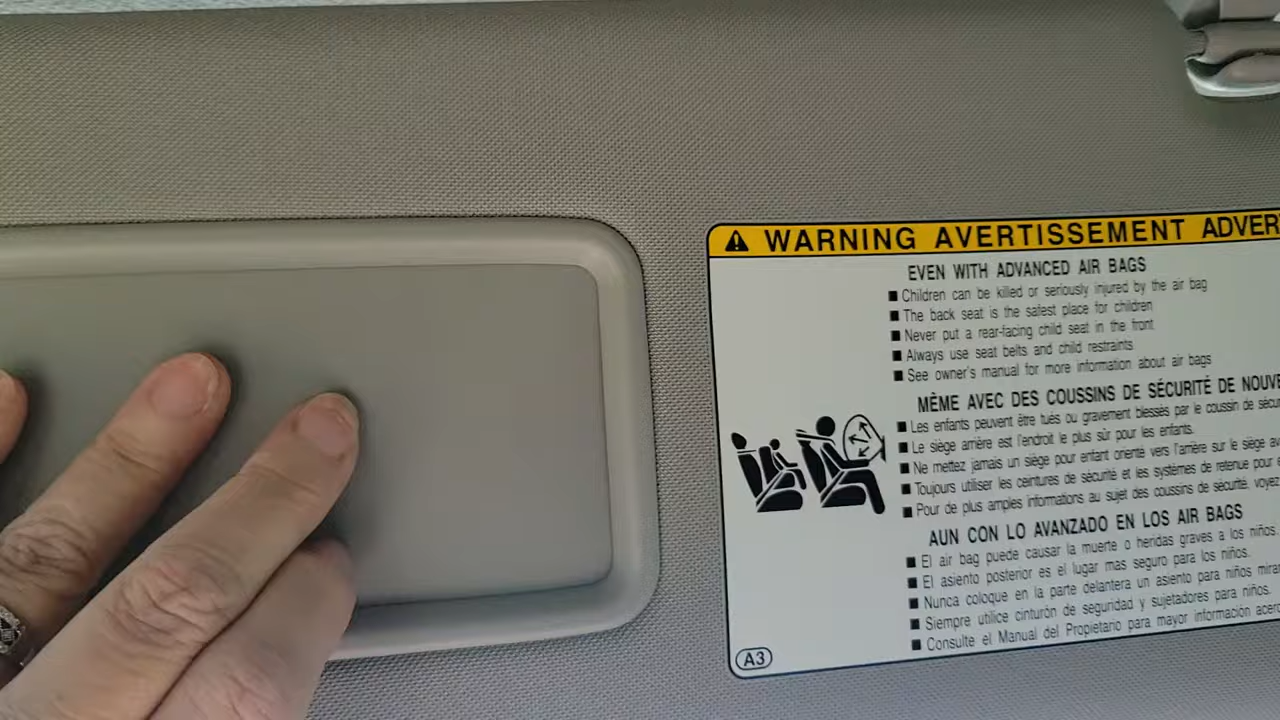 WARNING AVERTISSEMENT ADVER
EVEN WITH ADVANCED AIR BAGS
■ Children can be killed or seriously injured by the air bag
■ The back seat is the safest place for children
■ Never put a rear-facing child seat in the front
■ Always use seat belts and child restraints
■ See owner's manual for more information about air bags
MÊME AVEC DES COUSSINS DE SÉCURITÉ DE NOUVE
■ Les enfants peuvent être tués ou gravement blessés par le coussin de sécur
■ Le siège arrière est l'endroit le plus sûr pour les enfants.
■ Ne mettez jamais un siège pour enfant orienté vers l'arrière sur le siège av
■ Toujours utiliser les ceintures de sécurité et les systèmes de retenue pour e
■ Pour de plus amples informations au sujet des coussins de sécurité, voyez
AUN CON LO AVANZADO EN LOS AIR BAGS
■ El air bag puede causar la muerte o heridas graves a los niños.
■ El asiento posterior es el lugar mas seguro para los niños.
■ Nunca coloque en la parte delantera un asiento para niños miran
■ Siempre utilice cinturón de seguridad y sujetadores para niños.
■ Consulte el Manual del Propietario para mayor información acer
A3